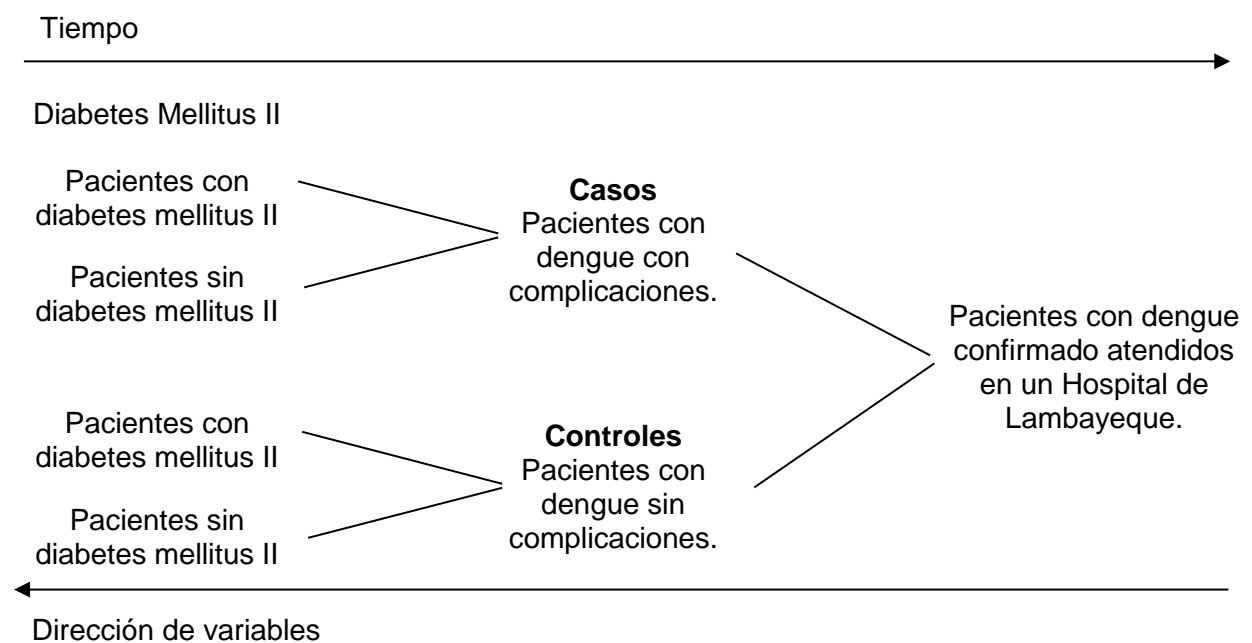 Tiempo
Diabetes Mellitus II
Pacientes con
diabetes mellitus II
Pacientes sin
diabetes mellitus II
Casos
Pacientes con
dengue con
complicaciones.
Pacientes con
diabetes mellitus II
Pacientes sin
diabetes mellitus II
Controles
Pacientes con
dengue sin
complicaciones.
Pacientes con dengue
confirmado atendidos
en un Hospital de
Lambayeque.
Dirección de variables